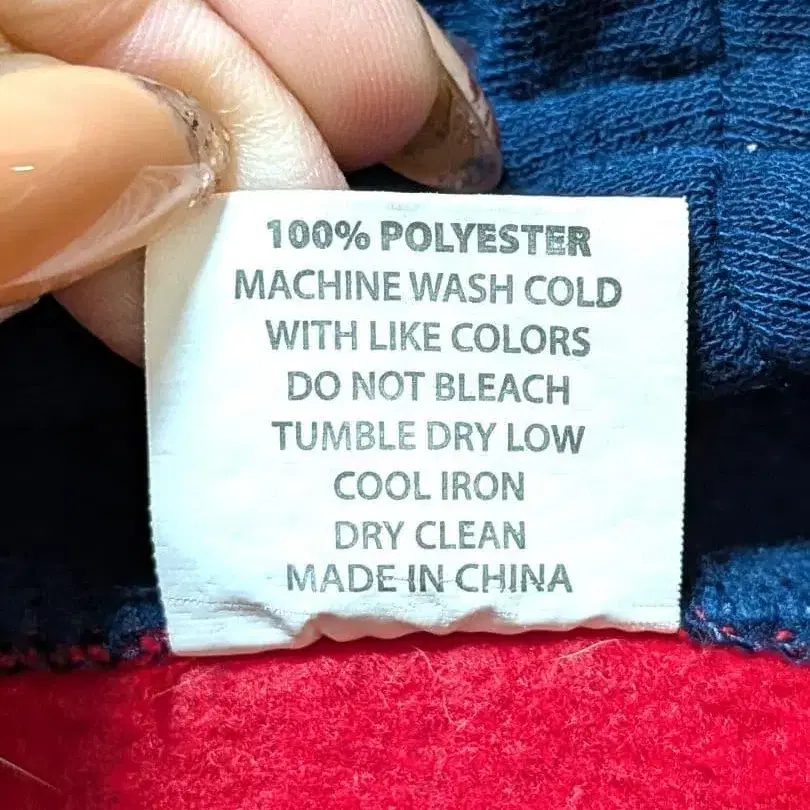 100% POLYESTER
MACHINE WASH COLD
WITH LIKE COLORS
DO NOT BLEACH
TUMBLE DRY LOW
COOL IRON
DRY CLEAN
MADE IN CHINA